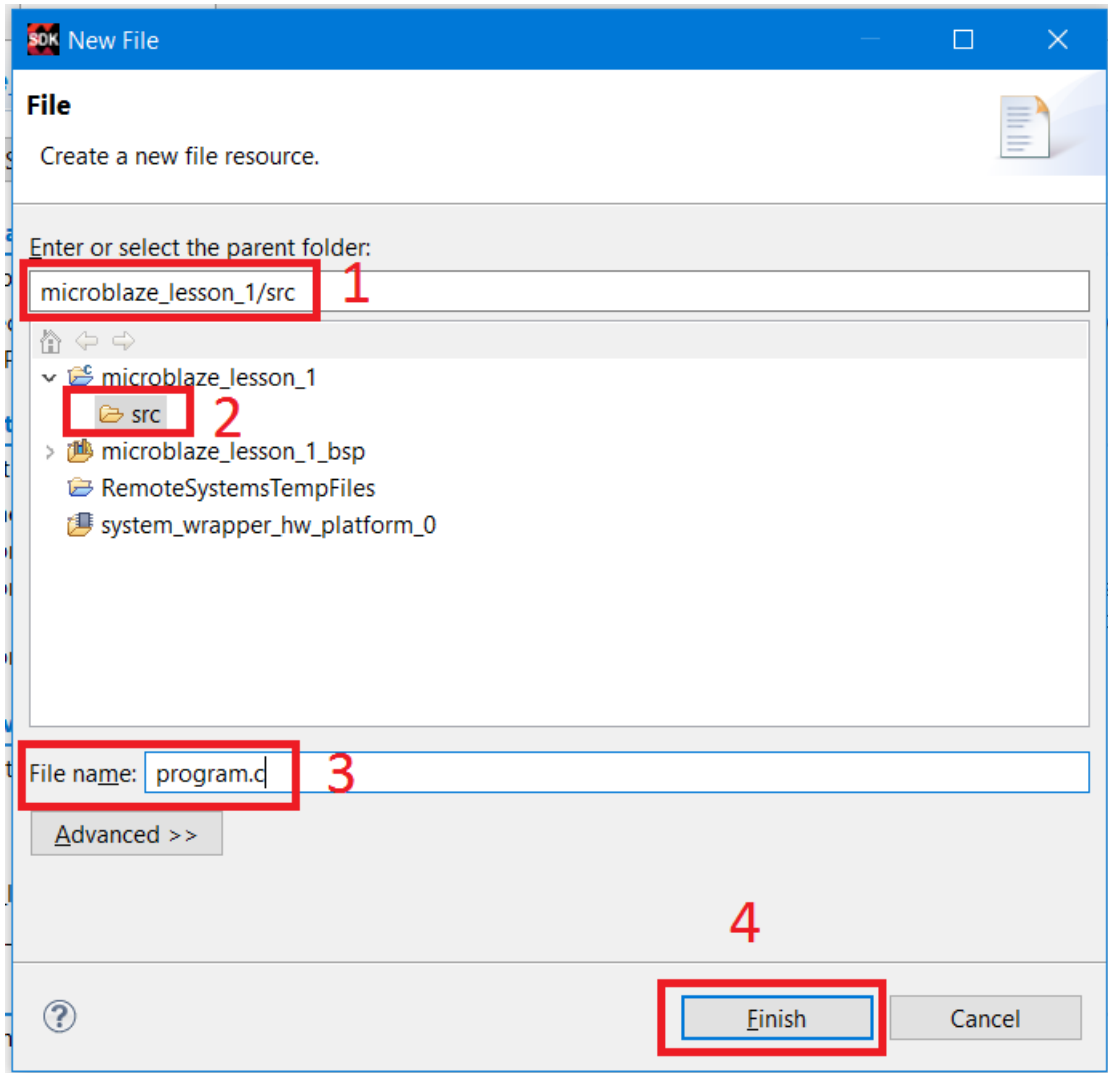 SDK New File
File
Create a new file resource.
Enter or select the parent folder:
microblaze_lesson_1/src 1
microblaze_lesson_1
src 2
microblaze_lesson_1_bsp
RemoteSystemsTempFiles
system_wrapper_hw_platform_0
File name: program.c 3
Advanced >>
4
Finish Cancel